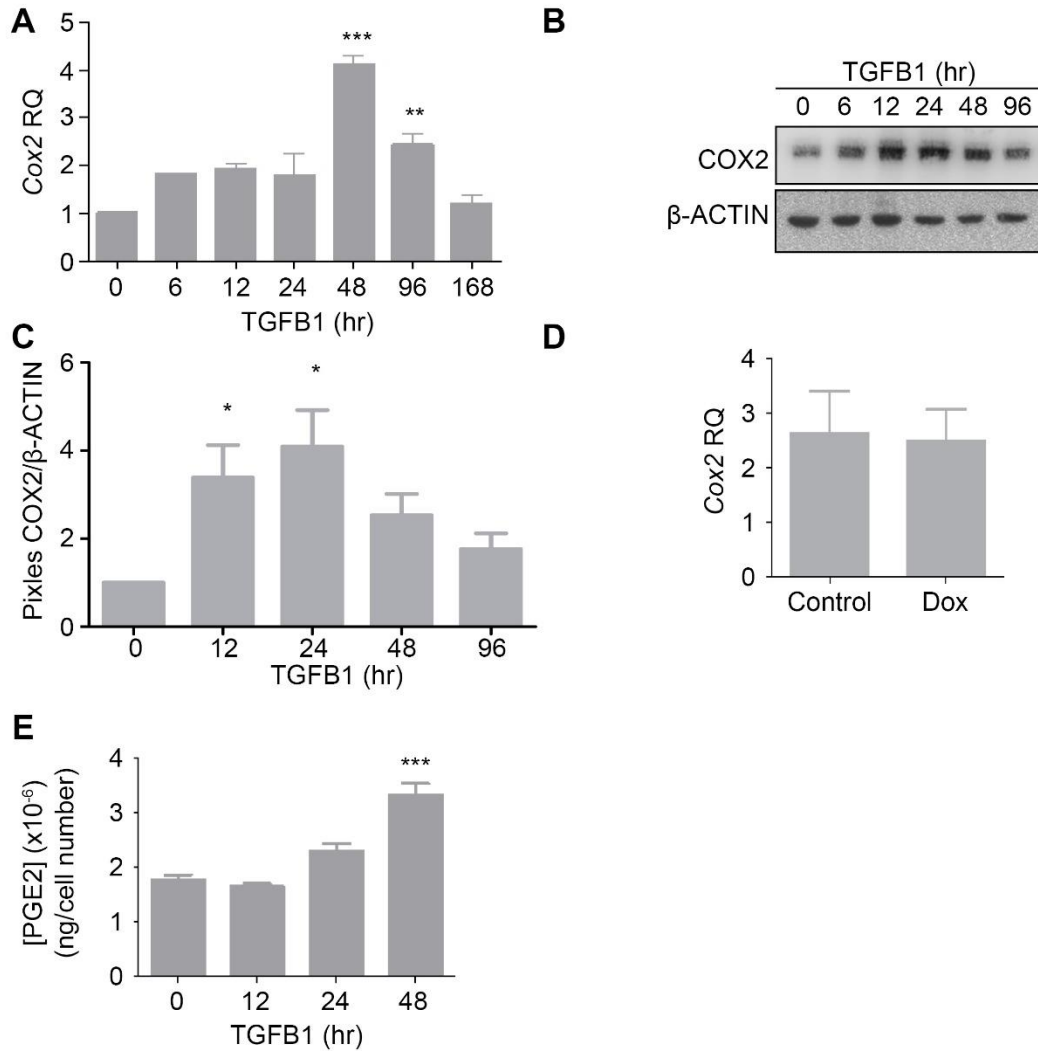 A
Cox2 RQ
5
4
3
2
1
0
***
**
0 6 12 24 48 96 168
TGFB1 (hr)
B
TGFB1 (hr)
0 6 12 24 48 96
COX2
β-ACTIN
C
Pixles COX2/β-ACTIN
6
4
2
0
*
*
0 12 24 48 96
TGFB1 (hr)
D
Cox2 RQ
4
3
2
1
0
Control Dox
E
[PGE2] (x10⁻⁶)
(ng/cell number)
4
3
2
1
0
***
0 12 24 48
TGFB1 (hr)